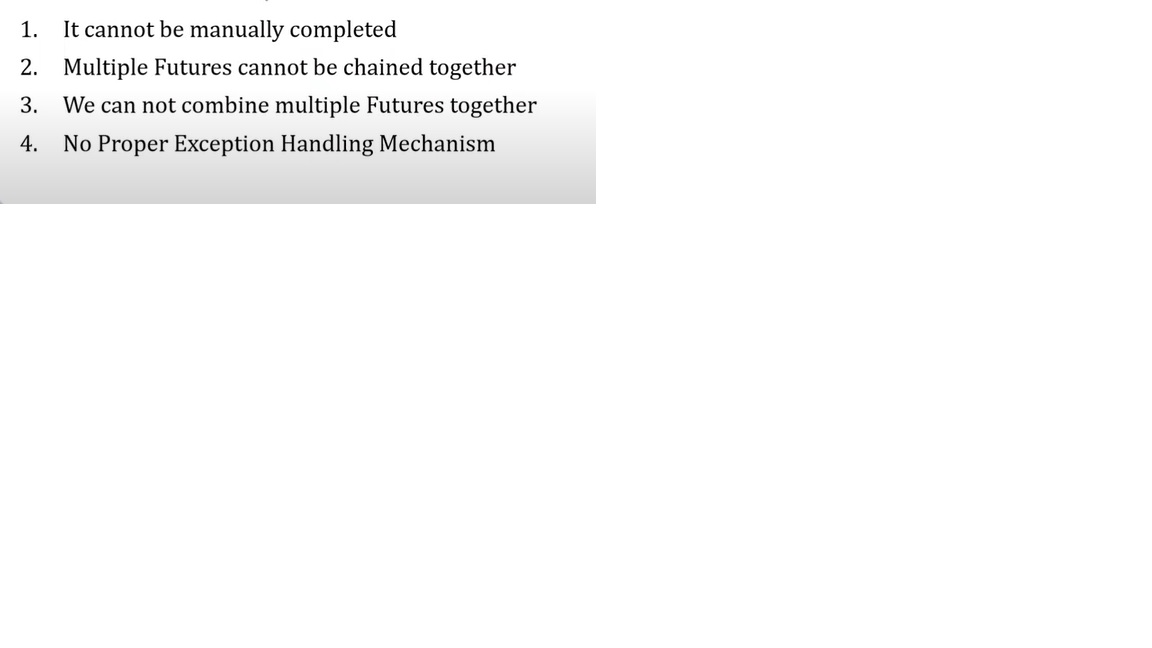 1. It cannot be manually completed
2. Multiple Futures cannot be chained together
3. We can not combine multiple Futures together
4. No Proper Exception Handling Mechanism